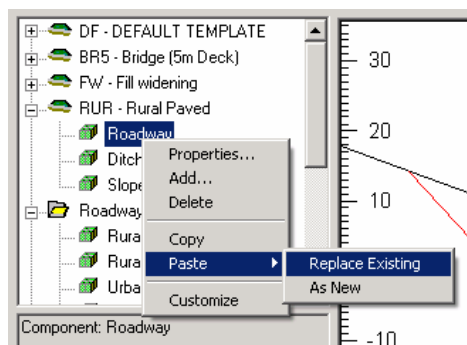 DF - DEFAULT TEMPLATE
BR5 - Bridge (5m Deck)
FW - Fill widening
RUR - Rural Paved
Roadway
Ditch
Slope
Roadway
Rura
Rura
Urba
Properties...
Add...
Delete
Copy
Paste
Customize
Replace Existing
As New
Component: Roadway
30
20
10
-10